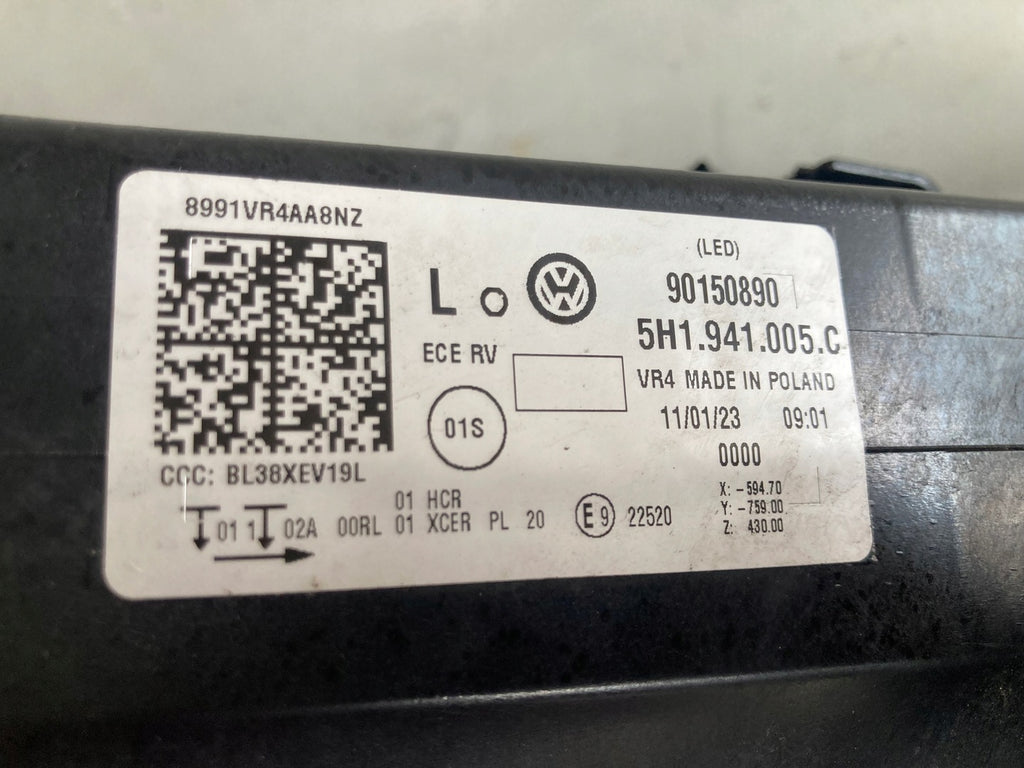 8991VR4AA8NZ
L
ECE RV
01S
CCC: BL38XEV19L
(LED)
90150890
5H1.941.005.C
VR4 MADE IN POLAND
11/01/23 09:01
0000
X: -594.70
Y: -759.00
Z: 430.00
01 HCR
01 1 02A 00RL 01 XCER PL 20 E9 22520